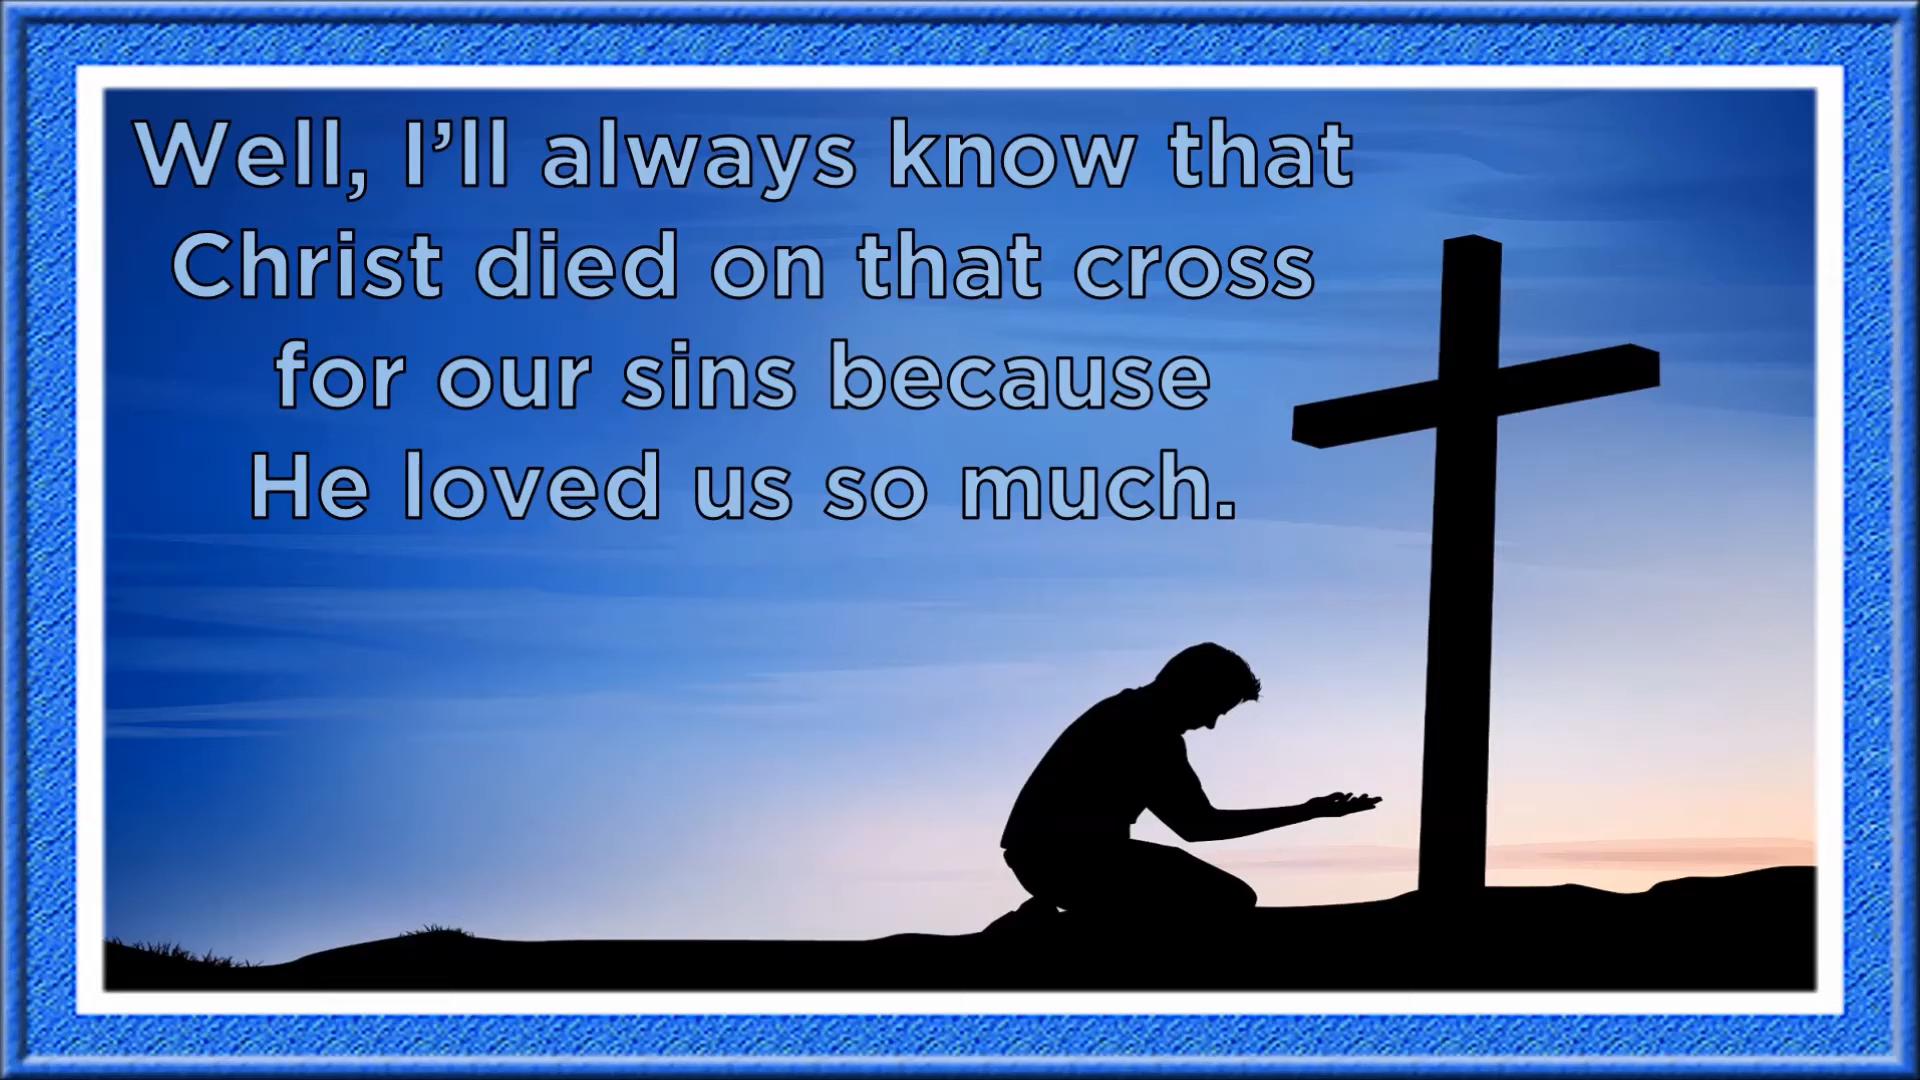 Well, I’ll always know that
Christ died on that cross
for our sins because
He loved us so much.